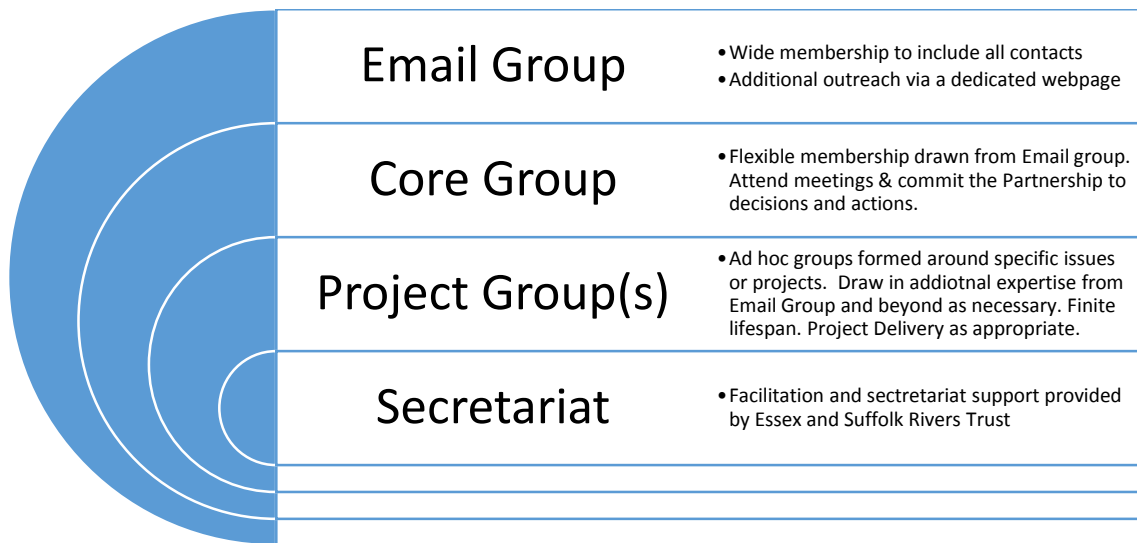 Email Group
•Wide membership to include all contacts
•Additional outreach via a dedicated webpage
Core Group
•Flexible membership drawn from Email group.
Attend meetings & commit the Partnership to
decisions and actions.
Project Group(s)
•Ad hoc groups formed around specific issues
or projects.  Draw in addiotnal expertise from
Email Group and beyond as necessary. Finite
lifespan. Project Delivery as appropriate.
Secretariat
•Facilitation and sectretariat support provided
by Essex and Suffolk Rivers Trust